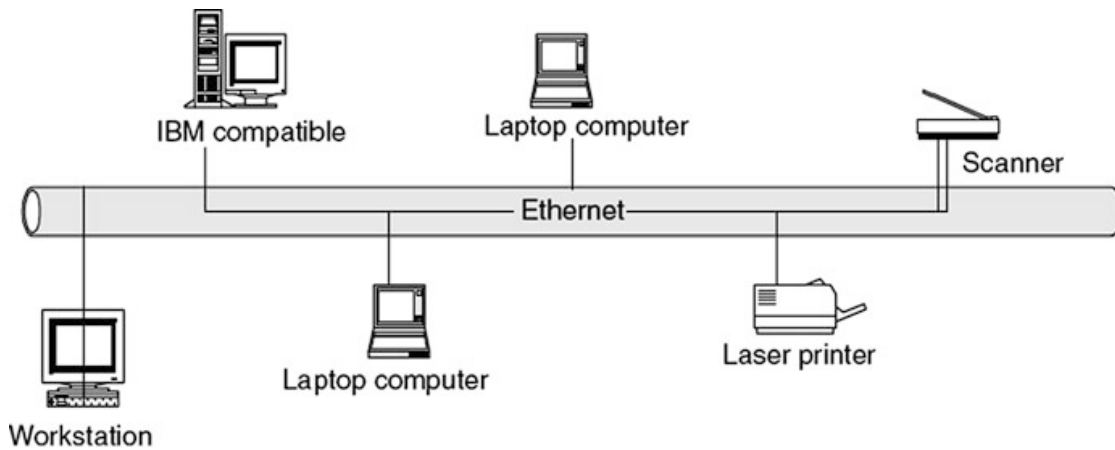 IBM compatible
Laptop computer
Scanner
Ethernet
Laptop computer
Laser printer
Workstation